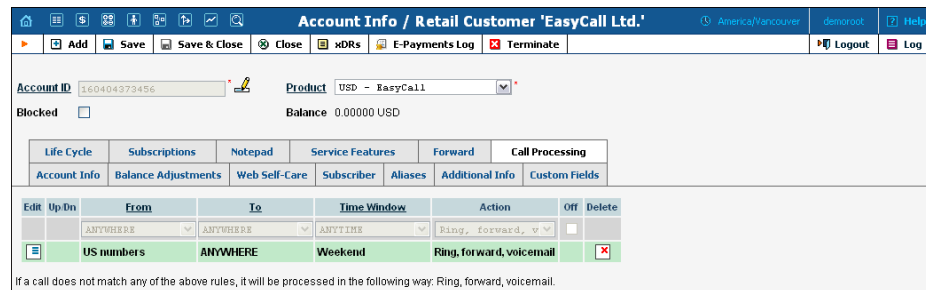 Account Info / Retail Customer 'EasyCall Ltd.' America/Vancouver demoroot ? Help
Add Save Save & Close Close xDRs E-Payments Log Terminate Logout Log
Account ID 160404373456 * Product USD - EasyCall *
Blocked Balance 0.00000 USD
Life Cycle Subscriptions Notepad Service Features Forward Call Processing
Account Info Balance Adjustments Web Self-Care Subscriber Aliases Additional Info Custom Fields
Edit Up/Dn From To Time Window Action Off Delete
ANYWHERE ANYWHERE ANYTIME Ring, forward, v
US numbers ANYWHERE Weekend Ring, forward, voicemail
If a call does not match any of the above rules, it will be processed in the following way: Ring, forward, voicemail.